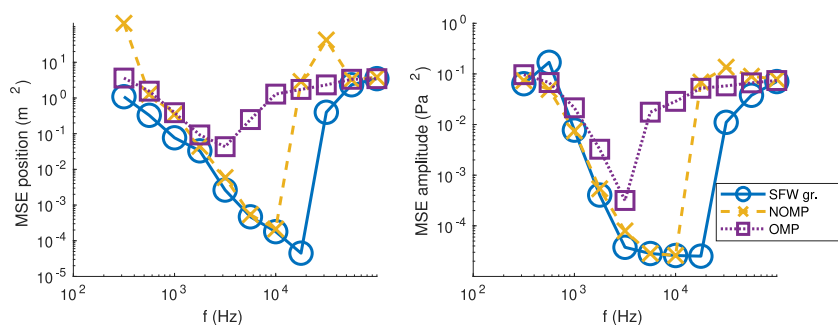 10^1
10^0
10^-1
10^-2
10^-3
10^-4
10^-5
MSE position (m^2)
10^2
10^3
10^4
f (Hz)
10^0
10^-1
10^-2
10^-3
10^-4
MSE amplitude (Pa^2)
10^2
10^3
10^4
f (Hz)
SFW gr.
NOMP
OMP